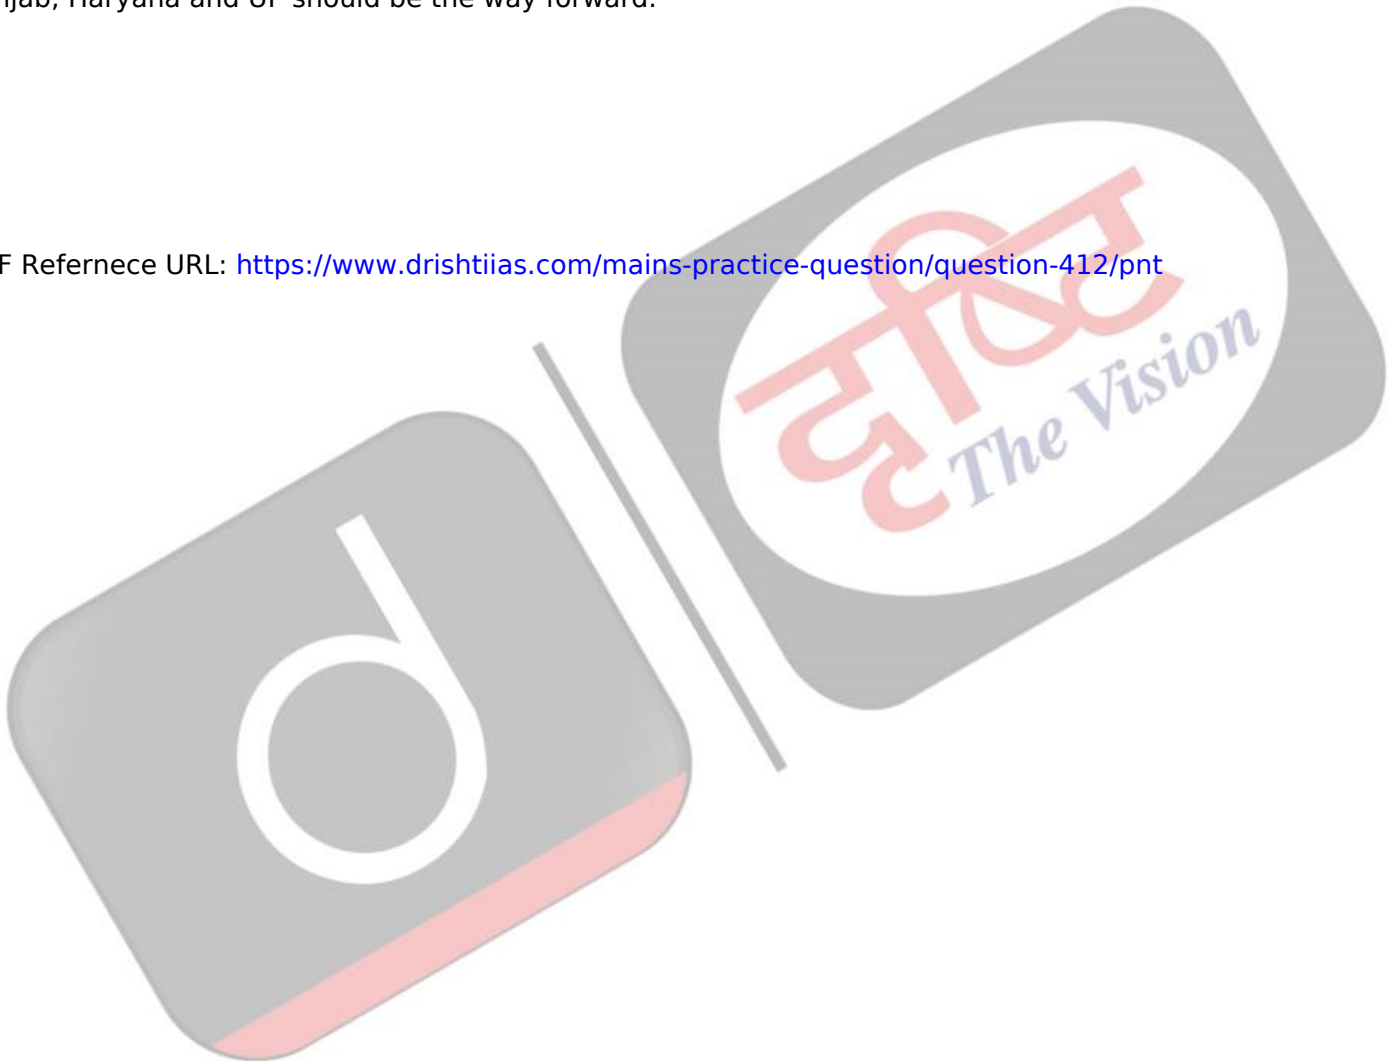 njab, Haryana and UP should be the way forward.
F Refernece URL: https://www.drishtiias.com/mains-practice-question/question-412/pnt
दृष्टि
The Vision